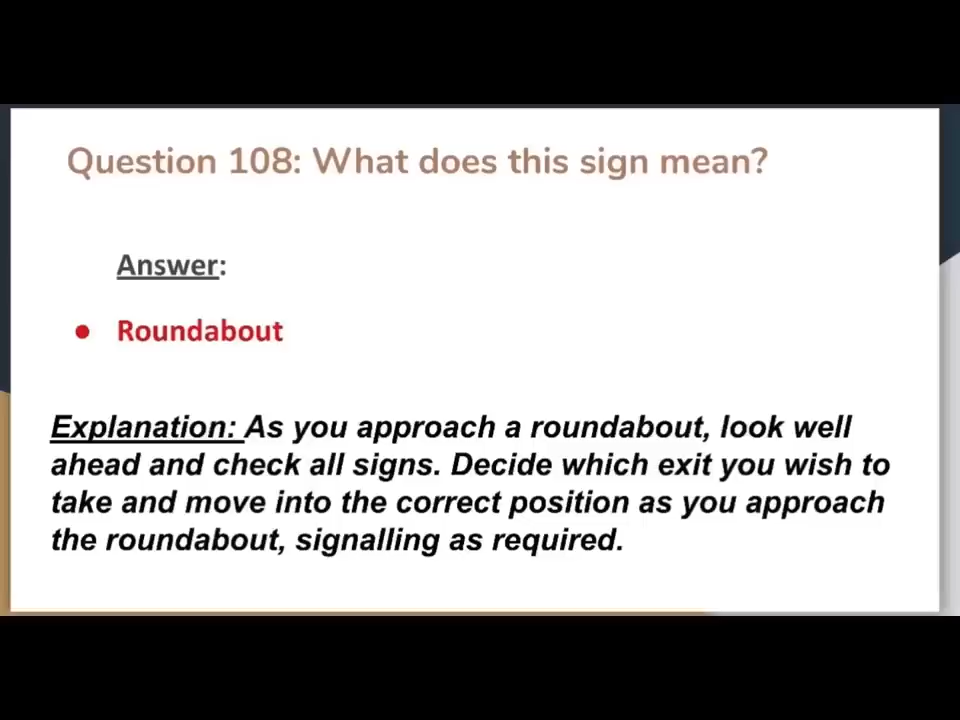 Question 108: What does this sign mean?
Answer:
● Roundabout
Explanation: As you approach a roundabout, look well
ahead and check all signs. Decide which exit you wish to
take and move into the correct position as you approach
the roundabout, signalling as required.